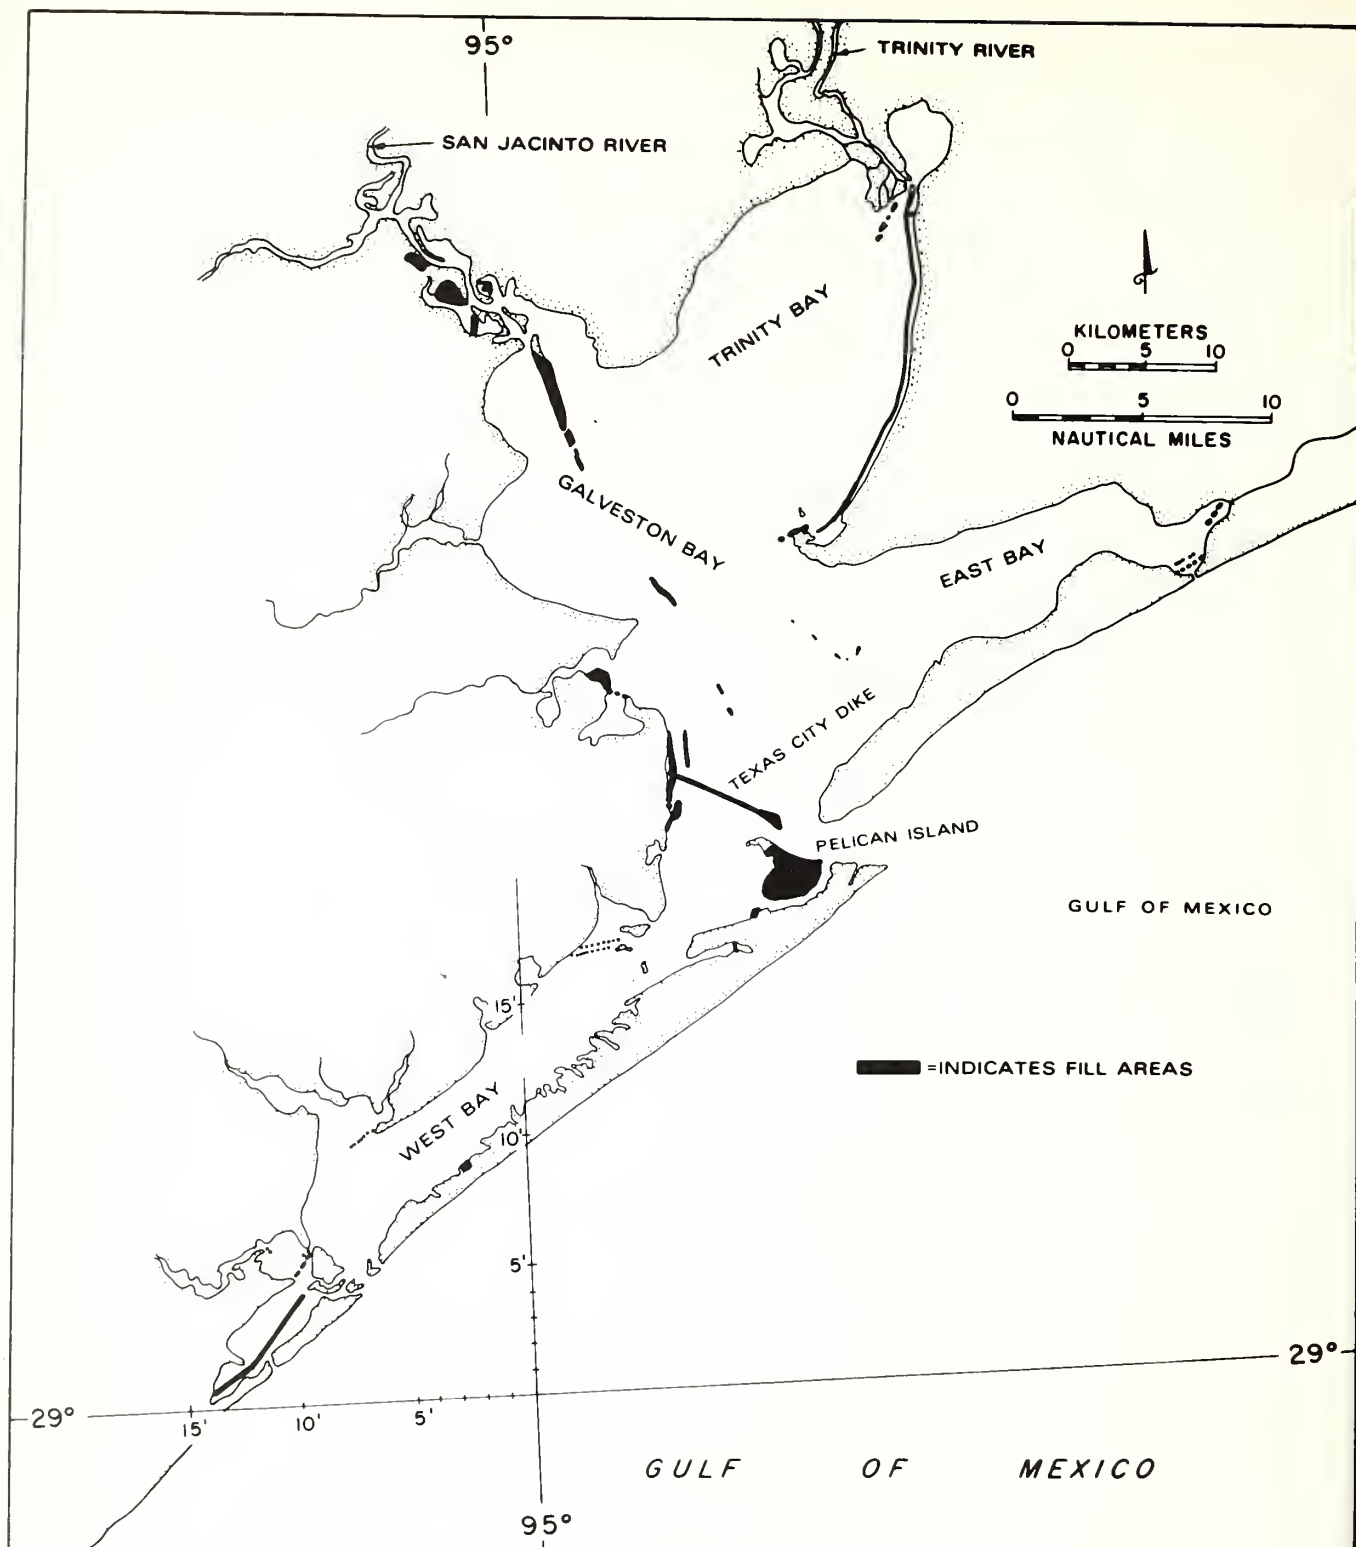 95°
TRINITY RIVER
SAN JACINTO RIVER
TRINITY BAY
KILOMETERS
0 5 10
0 5 10
NAUTICAL MILES
GALVESTON BAY
EAST BAY
TEXAS CITY DIKE
PELICAN ISLAND
GULF OF MEXICO
15'
=INDICATES FILL AREAS
WEST BAY
10'
5'
29°
29°
15' 10' 5'
GULF OF MEXICO
95°